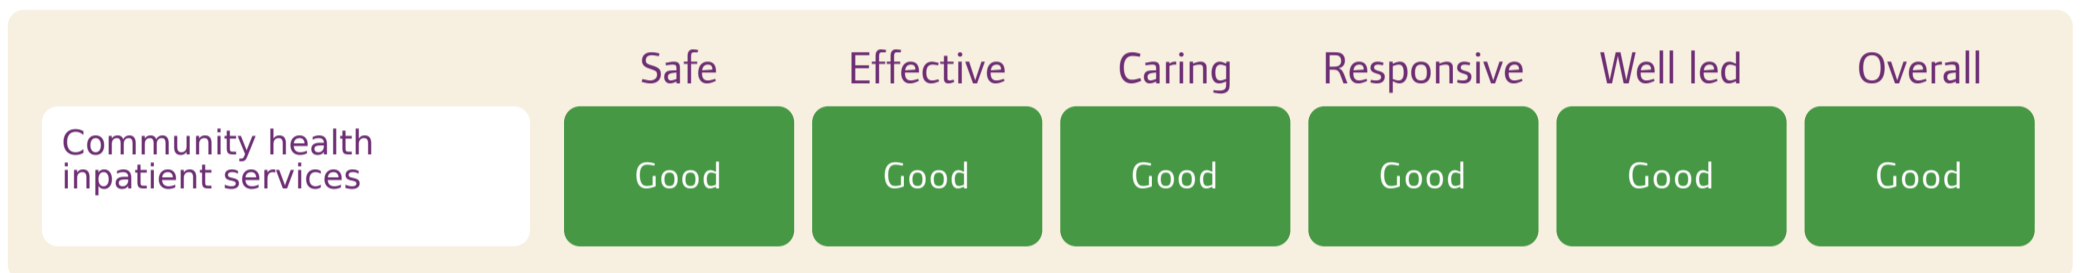 Safe Effective Caring Responsive Well led Overall
Community health
inpatient services
Good Good Good Good Good Good